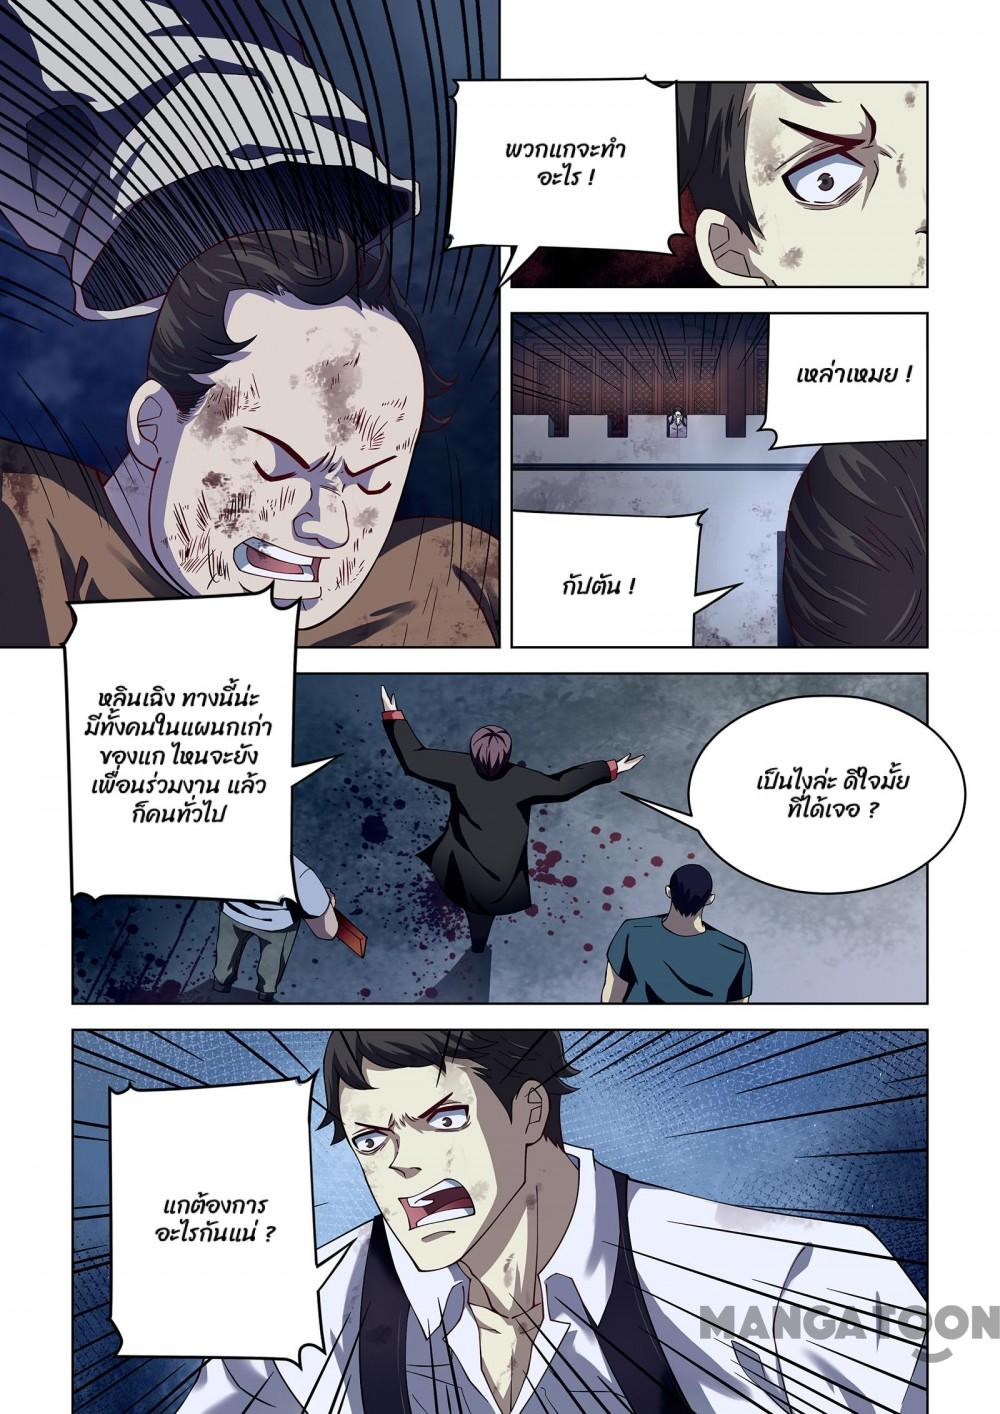 พวกแกจะทำ
อะไร !
เหล่าเหมย !
กัปตัน !
หลินเฉิง ทางนี้น่ะ
มีทั้งคนในแผนกเก่า
ของแก ไหนจะยัง
เพื่อนร่วมงาน แล้ว
ก็คนทั่วไป
เป็นไงล่ะ ดีใจมั้ย
ที่ได้เจอ ?
แกต้องการ
อะไรกันแน่ ?
MANGATOON